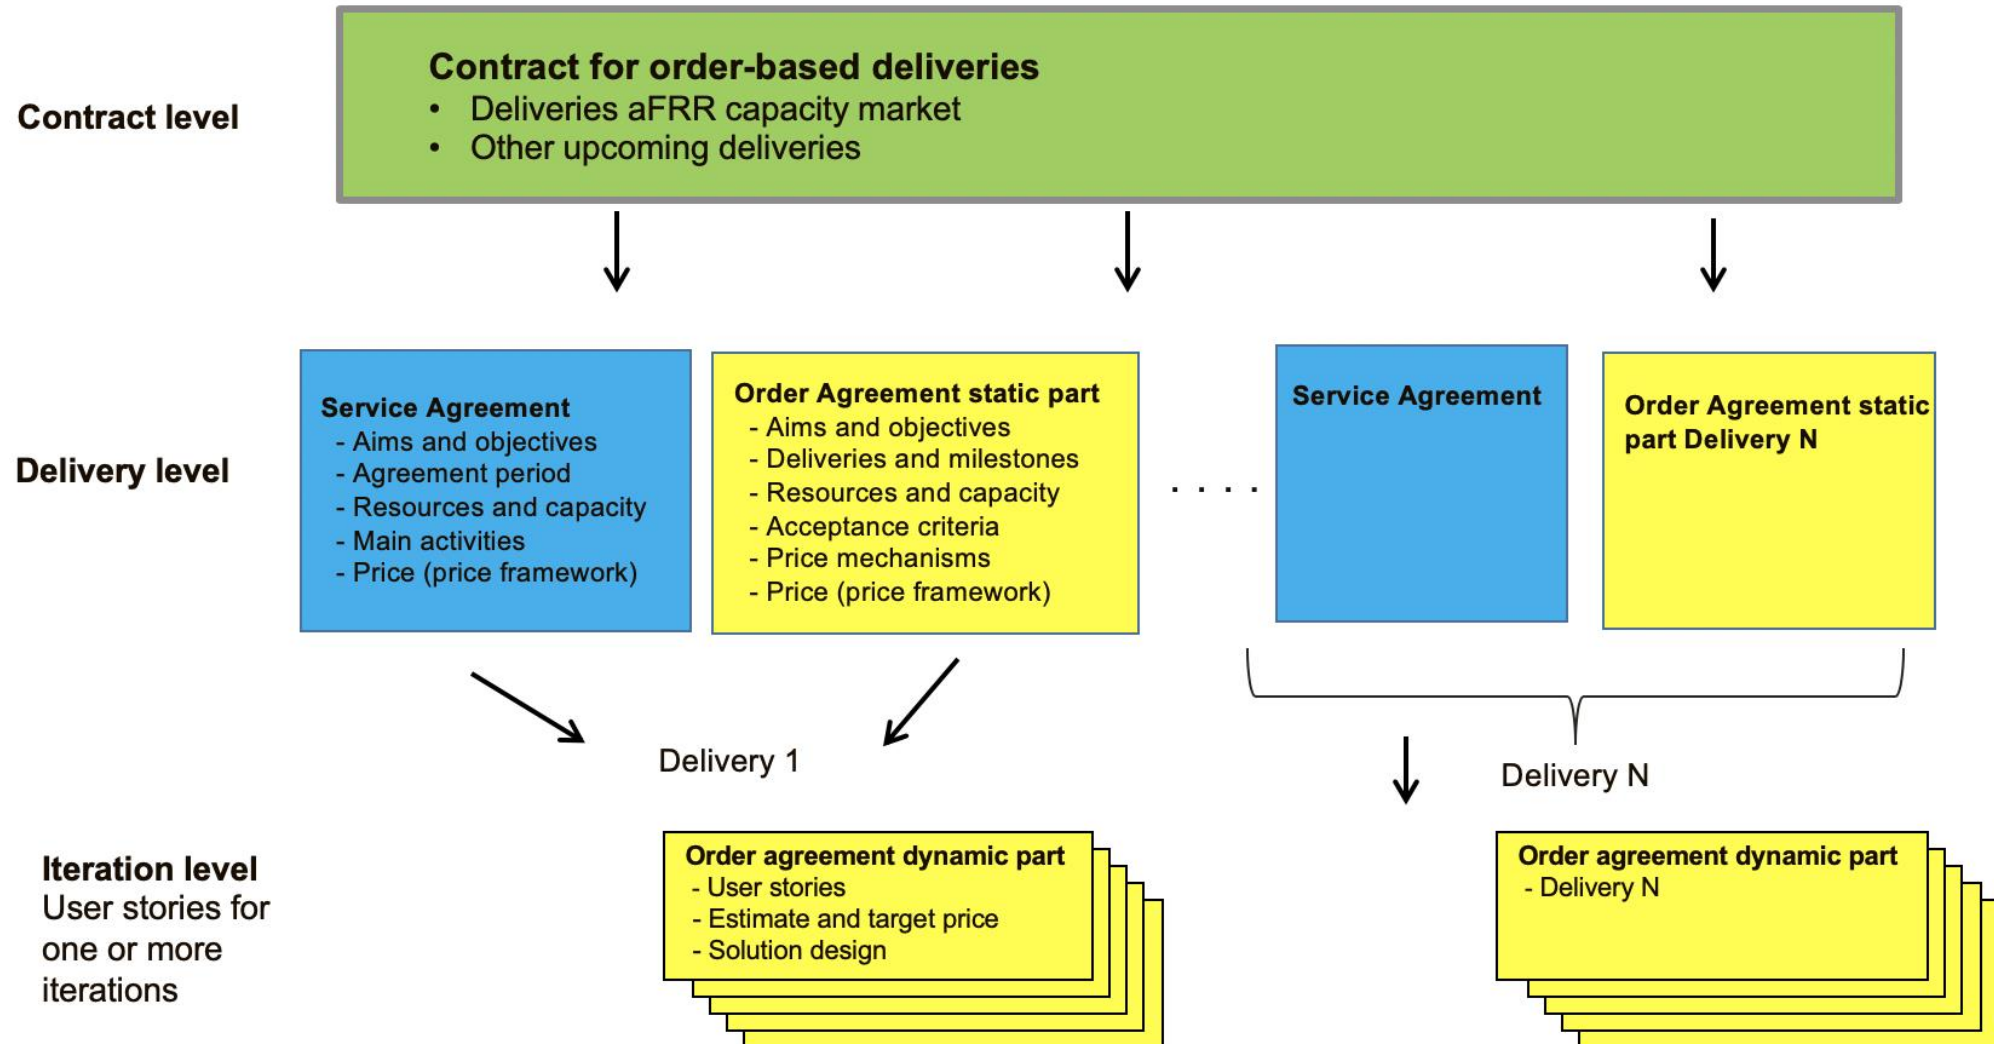 Contract for order-based deliveries
• Deliveries aFRR capacity market
• Other upcoming deliveries
Contract level
Service Agreement
- Aims and objectives
- Agreement period
- Resources and capacity
- Main activities
- Price (price framework)
Order Agreement static part
- Aims and objectives
- Deliveries and milestones
- Resources and capacity
- Acceptance criteria
- Price mechanisms
- Price (price framework)
. . . .
Service Agreement
Order Agreement static
part Delivery N
Delivery level
Delivery 1
Delivery N
Iteration level
User stories for
one or more
iterations
Order agreement dynamic part
- User stories
- Estimate and target price
- Solution design
Order agreement dynamic part
- Delivery N